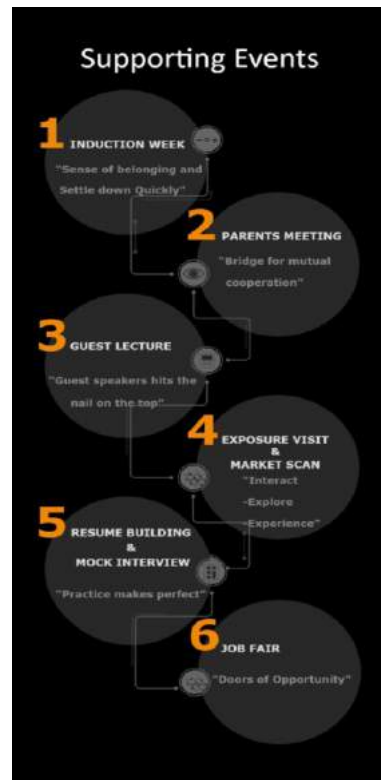 Supporting Events
1 INDUCTION WEEK
"Sense of belonging and
Settle down Quickly"
2 PARENTS MEETING
"Bridge for mutual
cooperation"
3 GUEST LECTURE
"Guest speakers hits the
nail on the top"
4 EXPOSURE VISIT
&
MARKET SCAN
"Interact
-Explore
-Experience"
5 RESUME BUILDING
&
MOCK INTERVIEW
"Practice makes perfect"
6 JOB FAIR
"Doors of Opportunity"